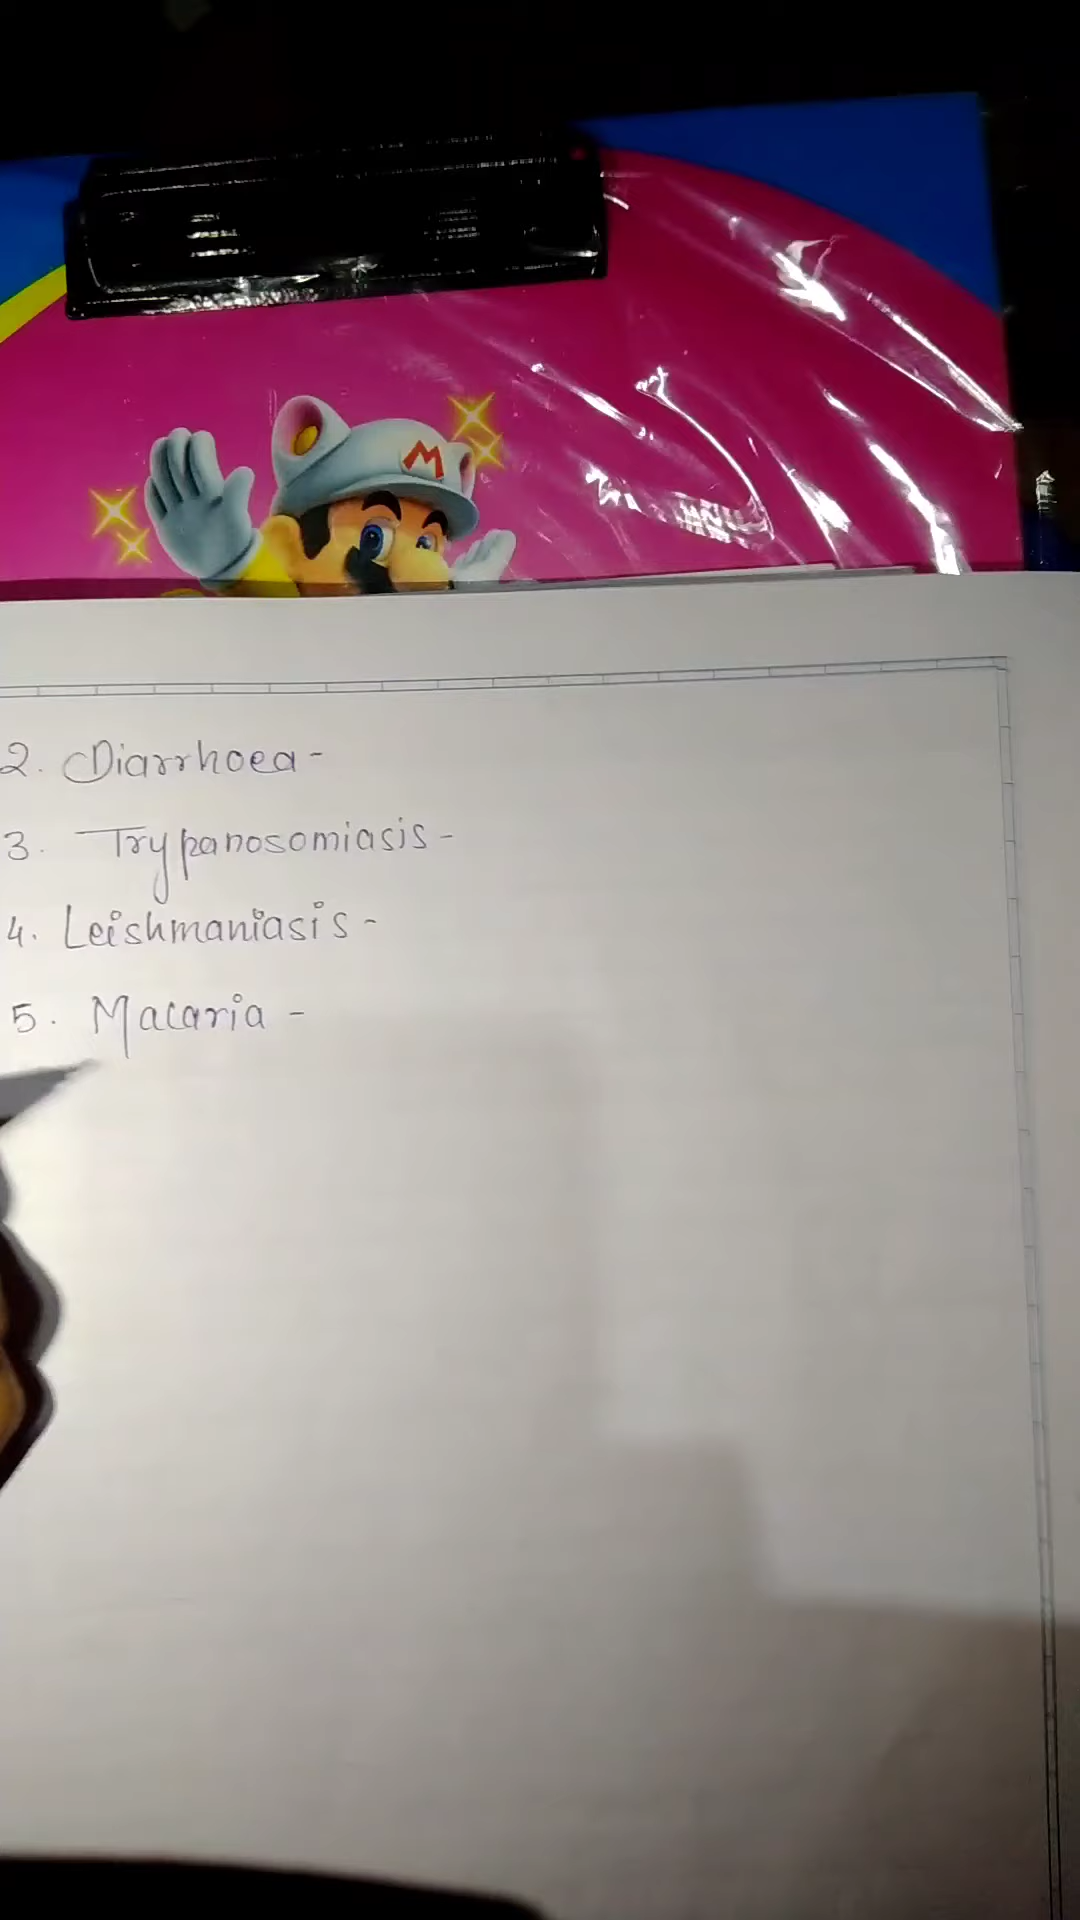 M
2. Diarrhoea -
3. Trypanosomiasis -
4. Leishmaniasis -
5. Malaria -